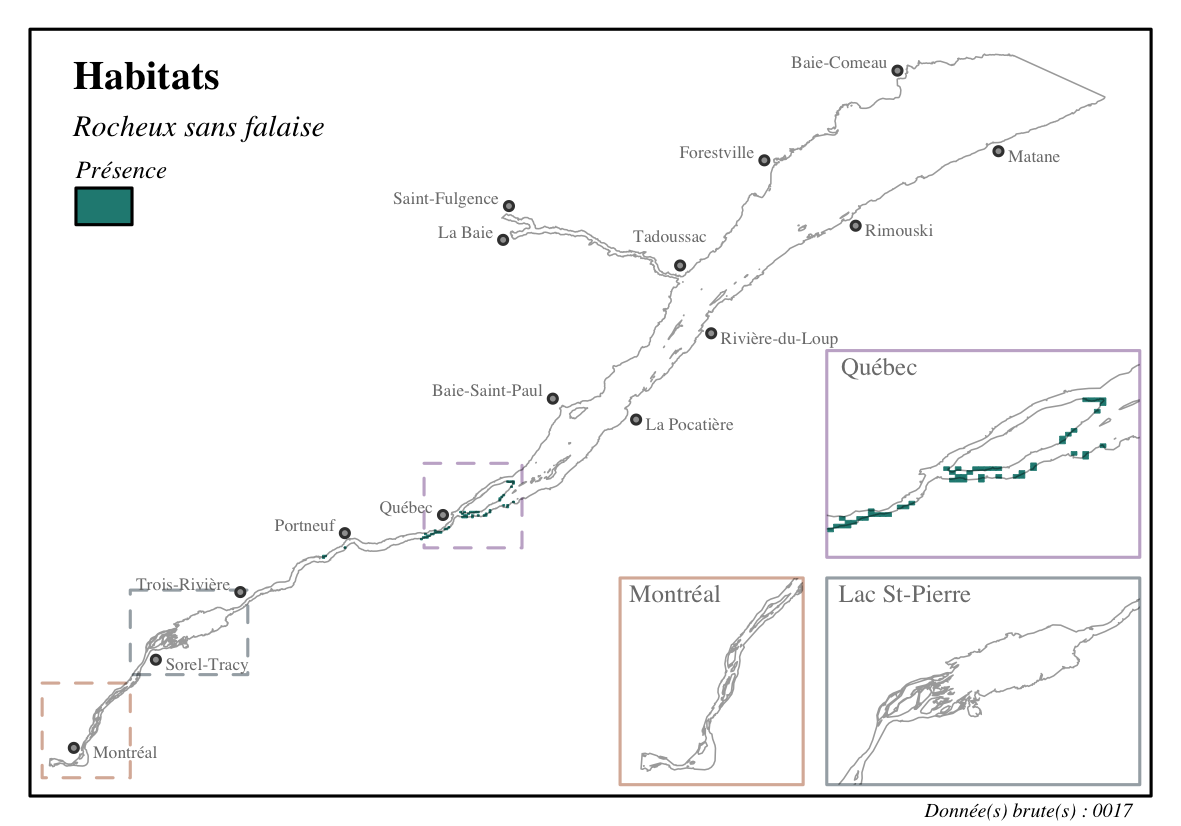 Habitats
Rocheux sans falaise
Présence
Baie-Comeau
Matane
Forestville
Saint-Fulgence
La Baie
Tadoussac
Rimouski
Rivière-du-Loup
Baie-Saint-Paul
La Pocatière
Québec
Portneuf
Trois-Rivière
Sorel-Tracy
Montréal
Québec
Montréal
Lac St-Pierre
Donnée(s) brute(s) : 0017